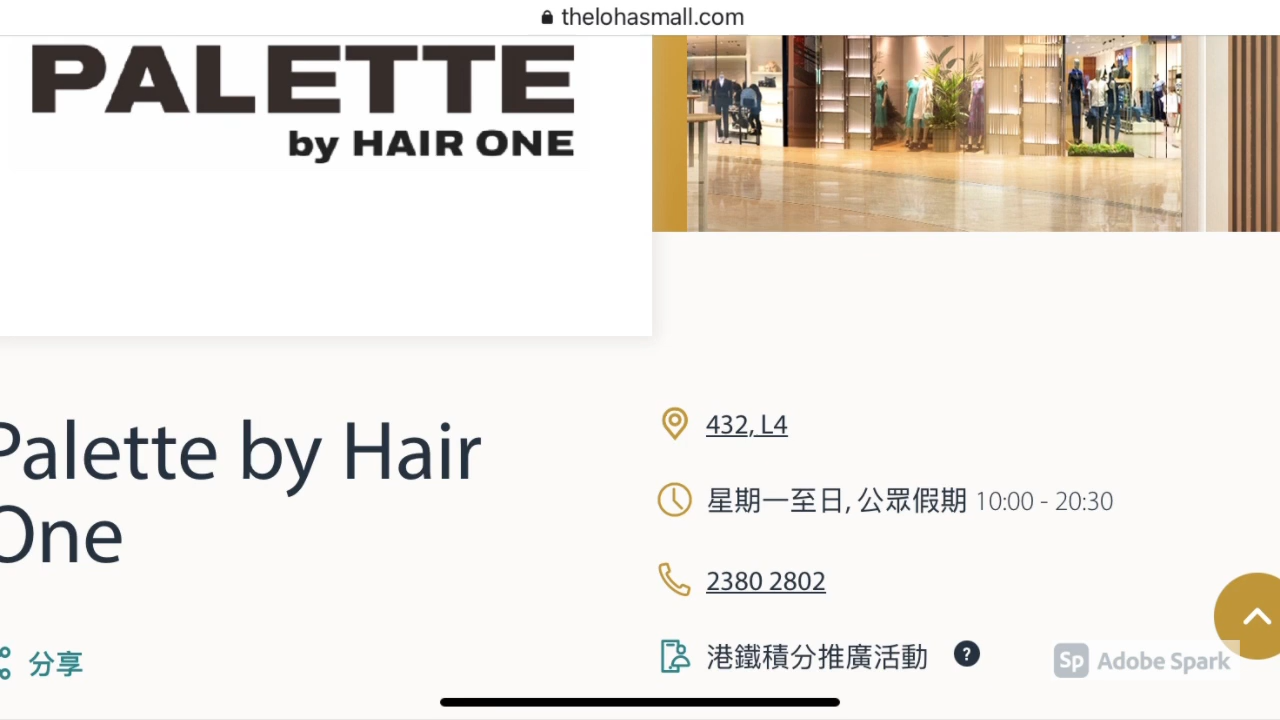 thelohasmall.com
PALETTE
by HAIR ONE
Palette by Hair
One
分享
432, L4
星期一至日, 公眾假期 10:00 - 20:30
2380 2802
港鐵積分推廣活動 ?
Sp Adobe Spark